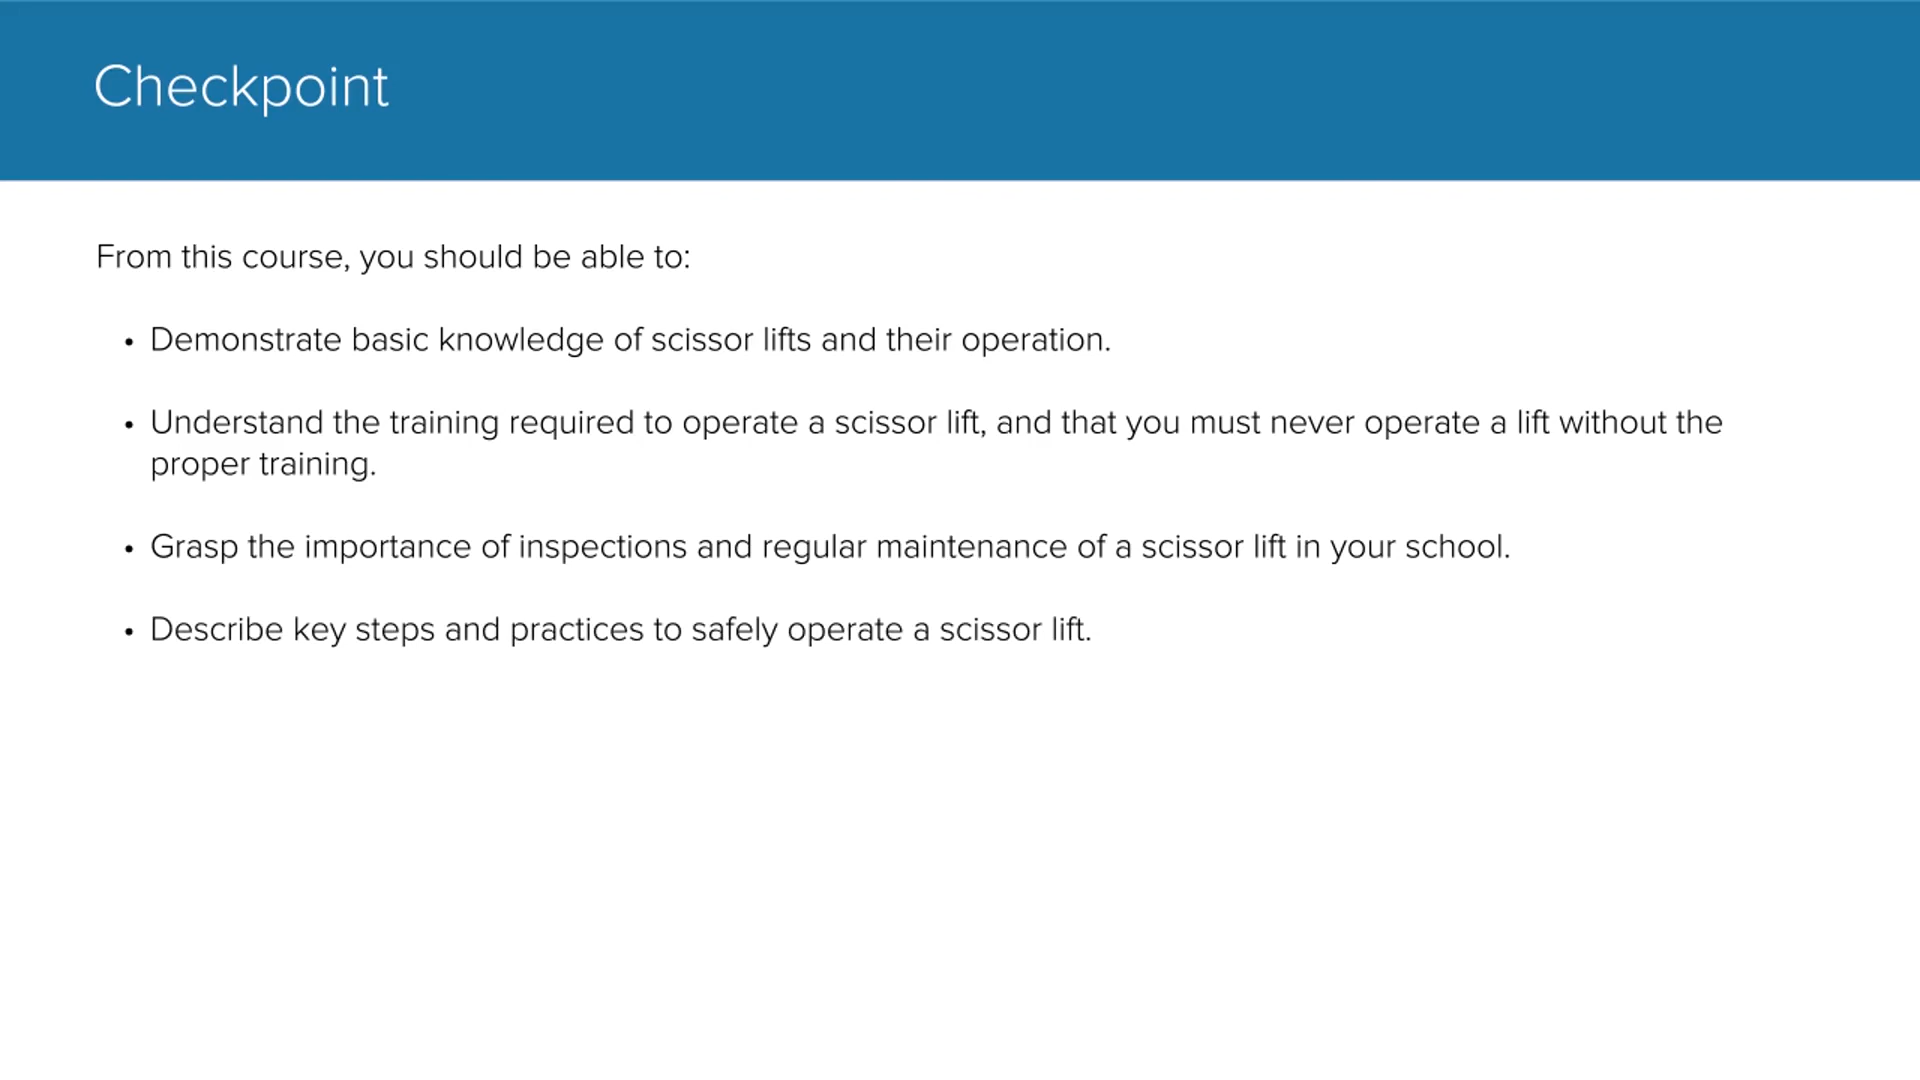 Checkpoint
From this course, you should be able to:
• Demonstrate basic knowledge of scissor lifts and their operation.
• Understand the training required to operate a scissor lift, and that you must never operate a lift without the
proper training.
• Grasp the importance of inspections and regular maintenance of a scissor lift in your school.
• Describe key steps and practices to safely operate a scissor lift.